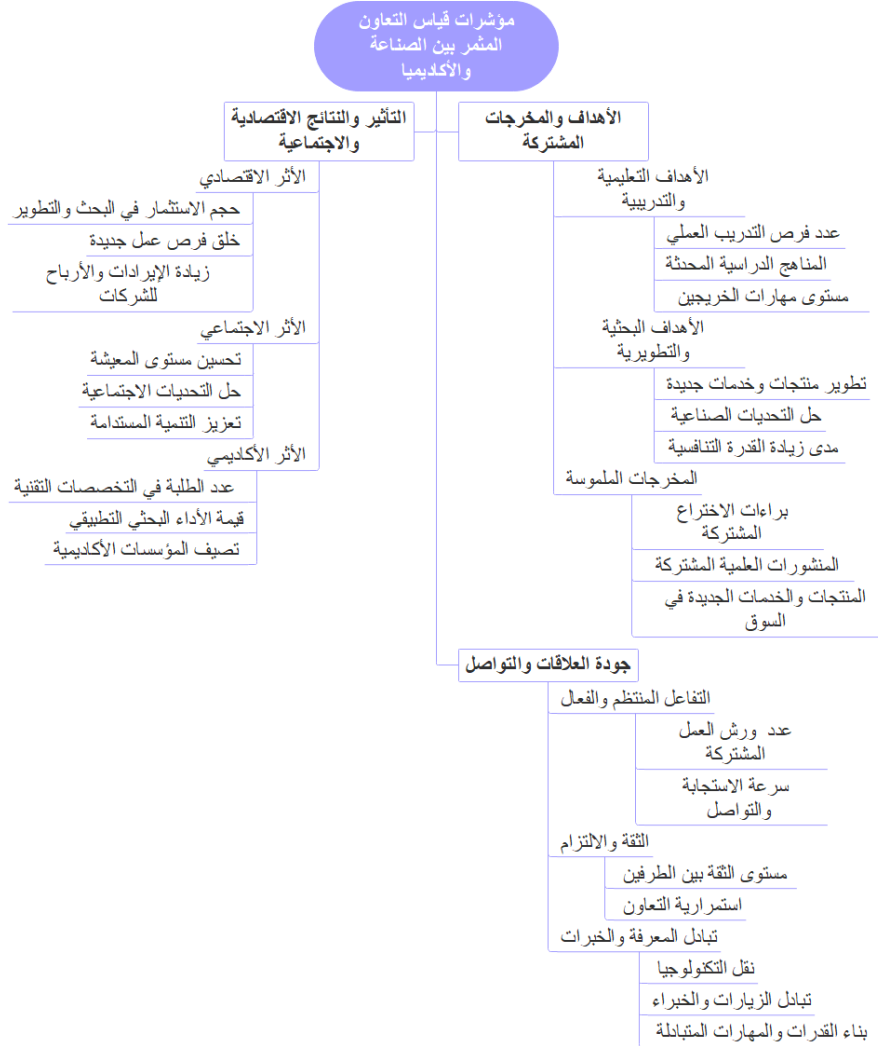 مؤشرات قياس التعاون
المثمر بين الصناعة
والأكاديميا
الأهداف والمخرجات
المشتركة
الأهداف التعليمية
والتدريبية
عدد فرص التدريب العملي
المناهج الدراسية المحدثة
مستوى مهارات الخريجين
الأهداف البحثية
والتطويرية
تطوير منتجات وخدمات جديدة
حل التحديات الصناعية
مدى زيادة القدرة التنافسية
المخرجات الملموسة
براءات الاختراع
المشتركة
المنشورات العلمية المشتركة
المنتجات والخدمات الجديدة في
السوق
التأثير والنتائج الاقتصادية
والاجتماعية
الأثر الاقتصادي
حجم الاستثمار في البحث والتطوير
خلق فرص عمل جديدة
زيادة الإيرادات والأرباح
للشركات
الأثر الاجتماعي
تحسين مستوى المعيشة
حل التحديات الاجتماعية
تعزيز التنمية المستدامة
الأثر الأكاديمي
عدد الطلبة في التخصصات التقنية
قيمة الأداء البحثي التطبيقي
تصيف المؤسسات الأكاديمية
جودة العلاقات والتواصل
التفاعل المنتظم والفعال
عدد ورش العمل
المشتركة
سرعة الاستجابة
والتواصل
الثقة والالتزام
مستوى الثقة بين الطرفين
استمرارية التعاون
تبادل المعرفة والخبرات
نقل التكنولوجيا
تبادل الزيارات والخبراء
بناء القدرات والمهارات المتبادلة